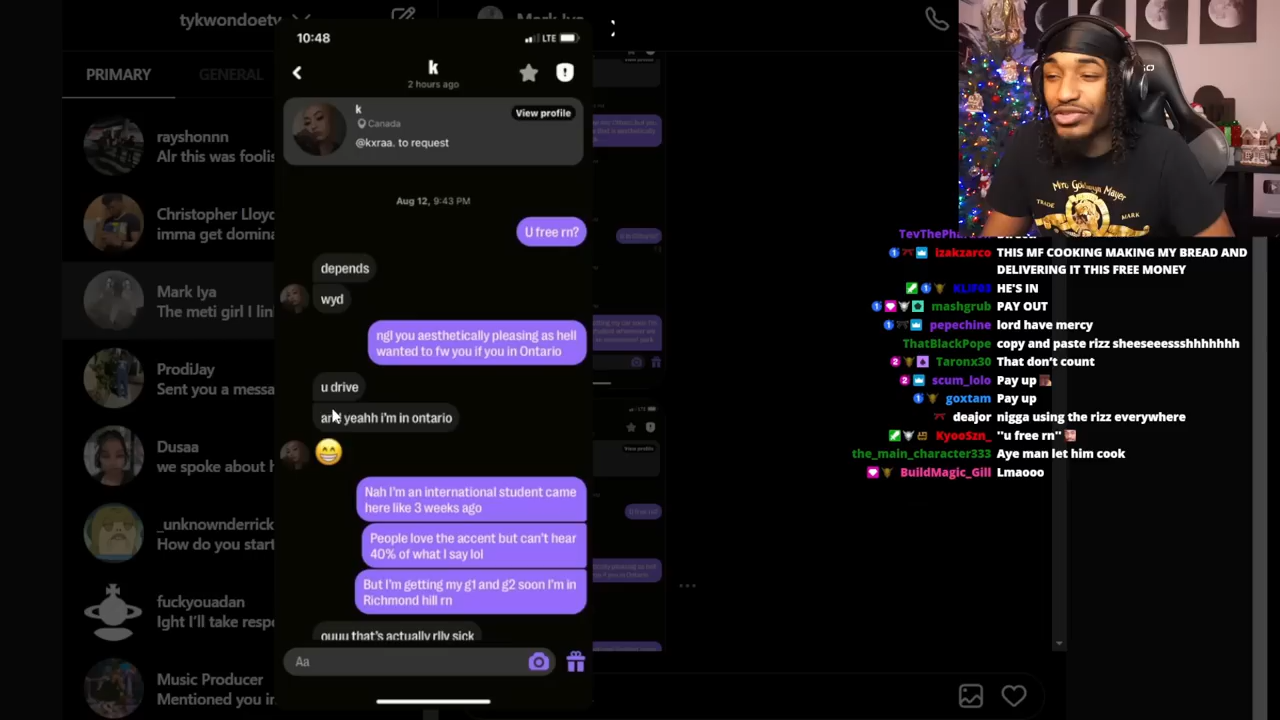 tykwondoetv
Mark Iya
PRIMARY
GENERAL
rayshonnn
Alr this was foolis
Christopher Lloyd
imma get domina
Mark Iya
The meti girl I lin
ProdiJay
Sent you a messa
Dusaa
we spoke about h
_unknownderrick
How do you start
fuckyouadan
Ight I'll take respo
Music Producer
Mentioned you in
10:48
LTE
k
2 hours ago
k
Canada
@kxraa. to request
View profile
Aug 12, 9:43 PM
U free rn?
depends
wyd
ngl you aesthetically pleasing as hell
wanted to fw you if you in Ontario
u drive
and yeahh i'm in ontario
Nah I'm an international student came
here like 3 weeks ago
People love the accent but can't hear
40% of what I say lol
But I'm getting my g1 and g2 soon I'm in
Richmond hill rn
ouuu that's actually rlly sick
Aa
Metro Goldwyn Mayer
TRADE MARK
izakzarco THIS MF COOKING MAKING MY BREAD AND
DELIVERING IT THIS FREE MONEY
KLIF03 HE'S IN
mashgrub PAY OUT
pepechine lord have mercy
ThatBlackPope copy and paste rizz sheseeeessshhhhhhh
Taronx30 That don't count
scum_lolo Pay up
goxtam Pay up
deajor nigga using the rizz everywhere
KyooSzn_ "u free rn"
the_main_character333 Aye man let him cook
BuildMagic_Gill Lmaooo